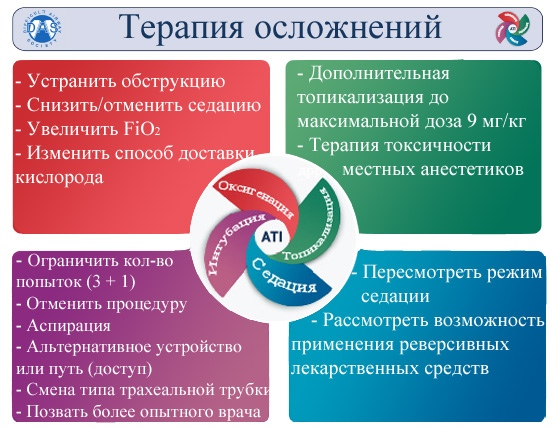 DIFFICULT AIRWAY
DAS
SOCIETY
Терапия осложнений
- Устранить обструкцию
- Снизить/отменить седацию
- Увеличить FiO2
- Изменить способ доставки
кислорода
- Дополнительная
топикализация до
максимальной доза 9 мг/кг
- Терапия токсичности
местных анестетиков
Оксигенация
Топикализация
Седация
Интубация
ATI
- Ограничить кол-во
попыток (3 + 1)
- Отменить процедуру
- Аспирация
- Альтернативное устройство
или путь (доступ)
- Смена типа трахеальной трубки
- Позвать более опытного врача
- Пересмотреть режим
седации
- Рассмотреть возможность
применения реверсивных
лекарственных средств